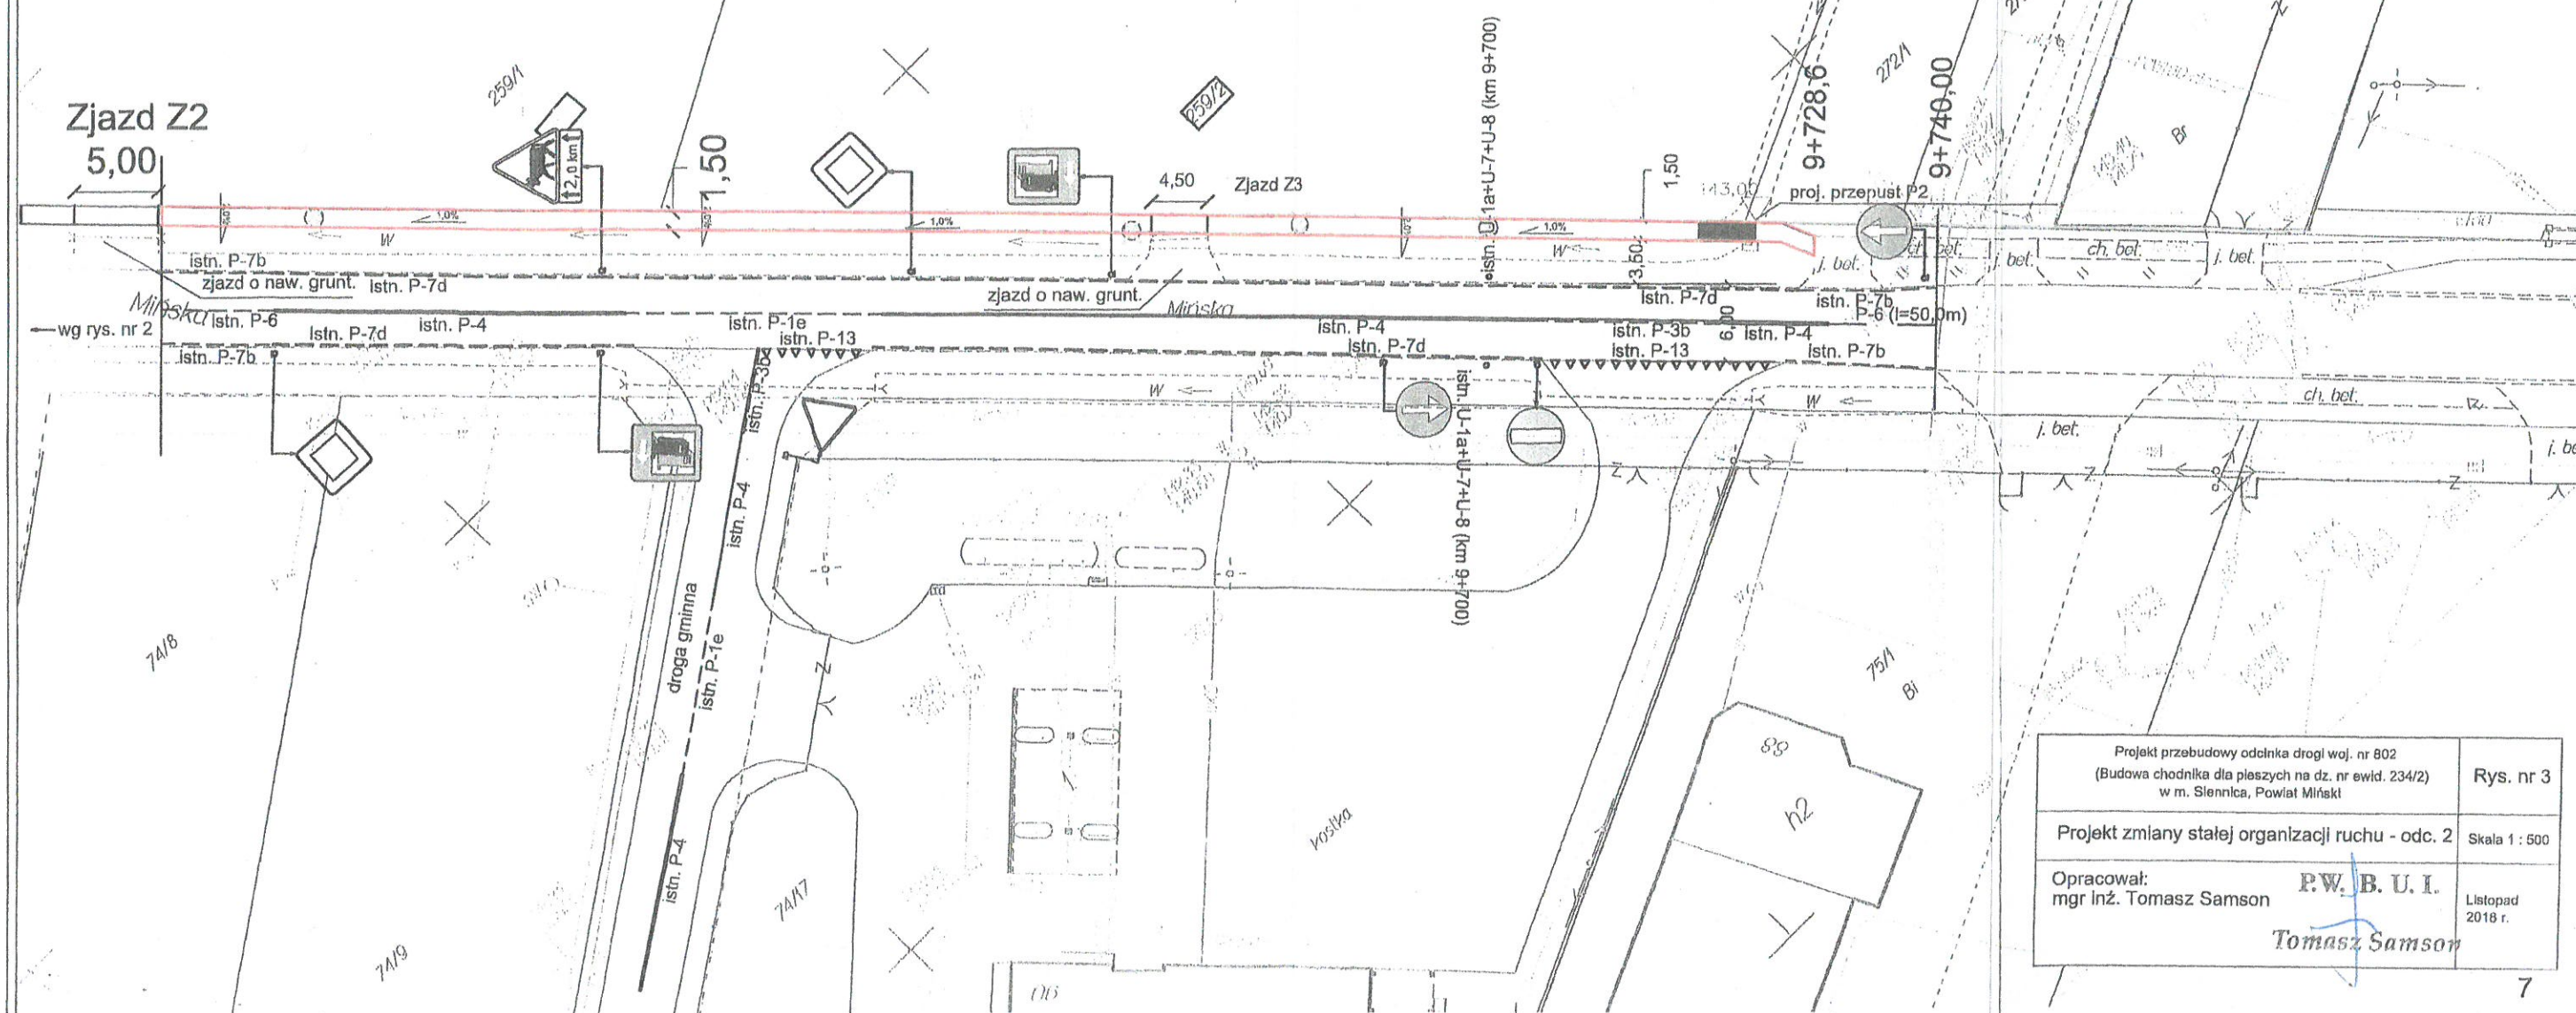 Zjazd Z2
5,00
259/1
2,0 km
1,50
259/2
4,50
Zjazd Z3
istn. U-1a+U-7+U-8 (km 9+700)
1,50
9+728,6
272/1
9+740,00
Br
proj. przepust P2
1,0%
1,0%
1,0%
W
W
istn. P-7b
zjazd o naw. grunt.
istn. P-7d
zjazd o naw. grunt.
3,50
j. bet.
ch. bet.
j. bet.
ch. bet.
j. bet.
istn. P-7d
istn. P-7b
P-6 (l=50,0m)
Mińska
Mińska
wg rys. nr 2
istn. P-6
istn. P-7d
istn. P-4
istn. P-1e
istn. P-13
istn. P-4
istn. P-7d
istn. P-3b
istn. P-13
6,00
istn. P-4
istn. P-7b
istn. P-7b
istn. P-3b
W
W
ch. bet.
j. bet.
istn. U-1a+U-7+U-8 (km 9+700)
istn. P-4
droga gminna
istn. P-1e
istn. P-4
74/8
74/9
74/17
kostka
75/1
Bi
h2
Projekt przebudowy odcinka drogi woj. nr 802
(Budowa chodnika dla pieszych na dz. nr ewid. 234/2)
w m. Siennica, Powiat Miński
Rys. nr 3
Projekt zmiany stałej organizacji ruchu - odc. 2
Skala 1 : 500
Opracował:
mgr inż. Tomasz Samson
P.W. B. U. I.
Tomasz Samson
Listopad
2018 r.
7